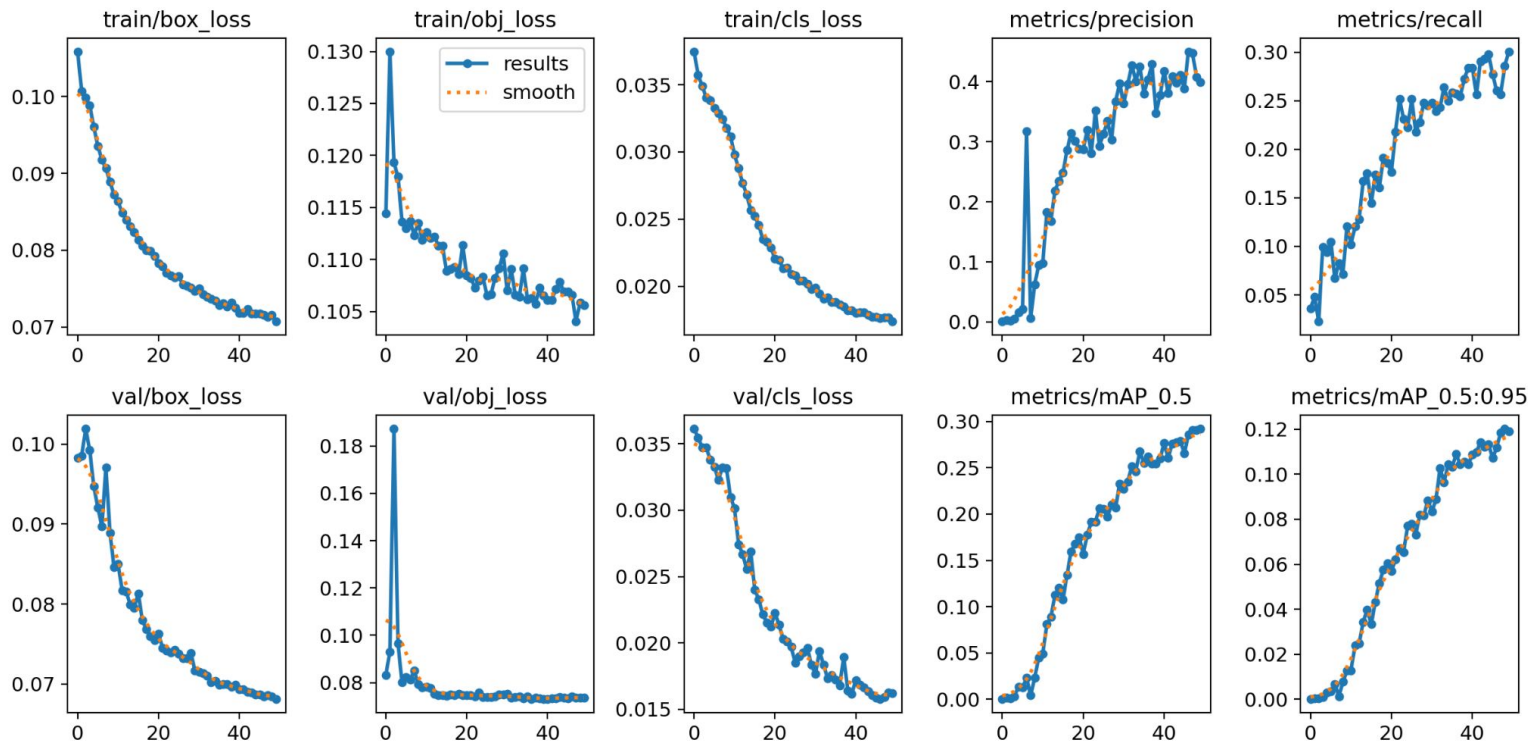 train/box_loss
train/obj_loss
train/cls_loss
metrics/precision
metrics/recall
0.10
0.09
0.08
0.07
0 20 40
0.130
0.125
0.120
0.115
0.110
0.105
results
smooth
0 20 40
0.035
0.030
0.025
0.020
0 20 40
0.4
0.3
0.2
0.1
0.0
0 20 40
0.30
0.25
0.20
0.15
0.10
0.05
0 20 40
val/box_loss
val/obj_loss
val/cls_loss
metrics/mAP_0.5
metrics/mAP_0.5:0.95
0.10
0.09
0.08
0.07
0 20 40
0.18
0.16
0.14
0.12
0.10
0.08
0 20 40
0.035
0.030
0.025
0.020
0.015
0 20 40
0.30
0.25
0.20
0.15
0.10
0.05
0.00
0 20 40
0.12
0.10
0.08
0.06
0.04
0.02
0.00
0 20 40